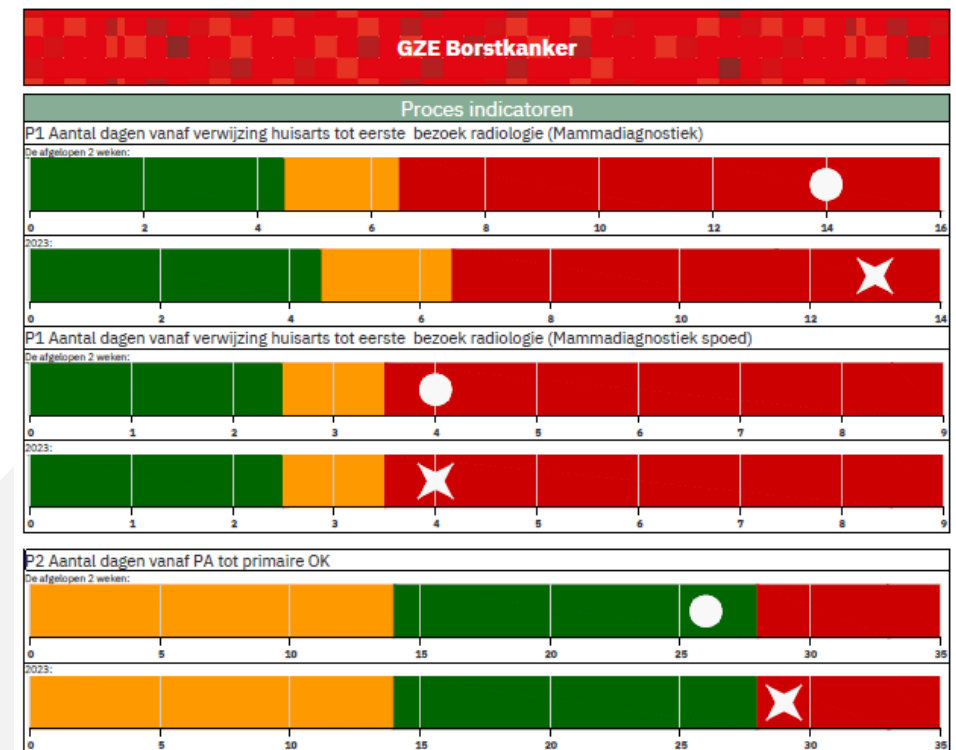 GZE Borstkanker
Proces indicatoren
P1 Aantal dagen vanaf verwijzing huisarts tot eerste bezoek radiologie (Mammadiagnostiek)
De afgelopen 2 weken:
0 2 4 6 8 10 12 14 16
2023:
0 2 4 6 8 10 12 14
P1 Aantal dagen vanaf verwijzing huisarts tot eerste bezoek radiologie (Mammadiagnostiek spoed)
De afgelopen 2 weken:
0 1 2 3 4 5 6 7 8 9
2023:
0 1 2 3 4 5 6 7 8 9
P2 Aantal dagen vanaf PA tot primaire OK
De afgelopen 2 weken:
0 5 10 15 20 25 30 35
2023:
0 5 10 15 20 25 30 35